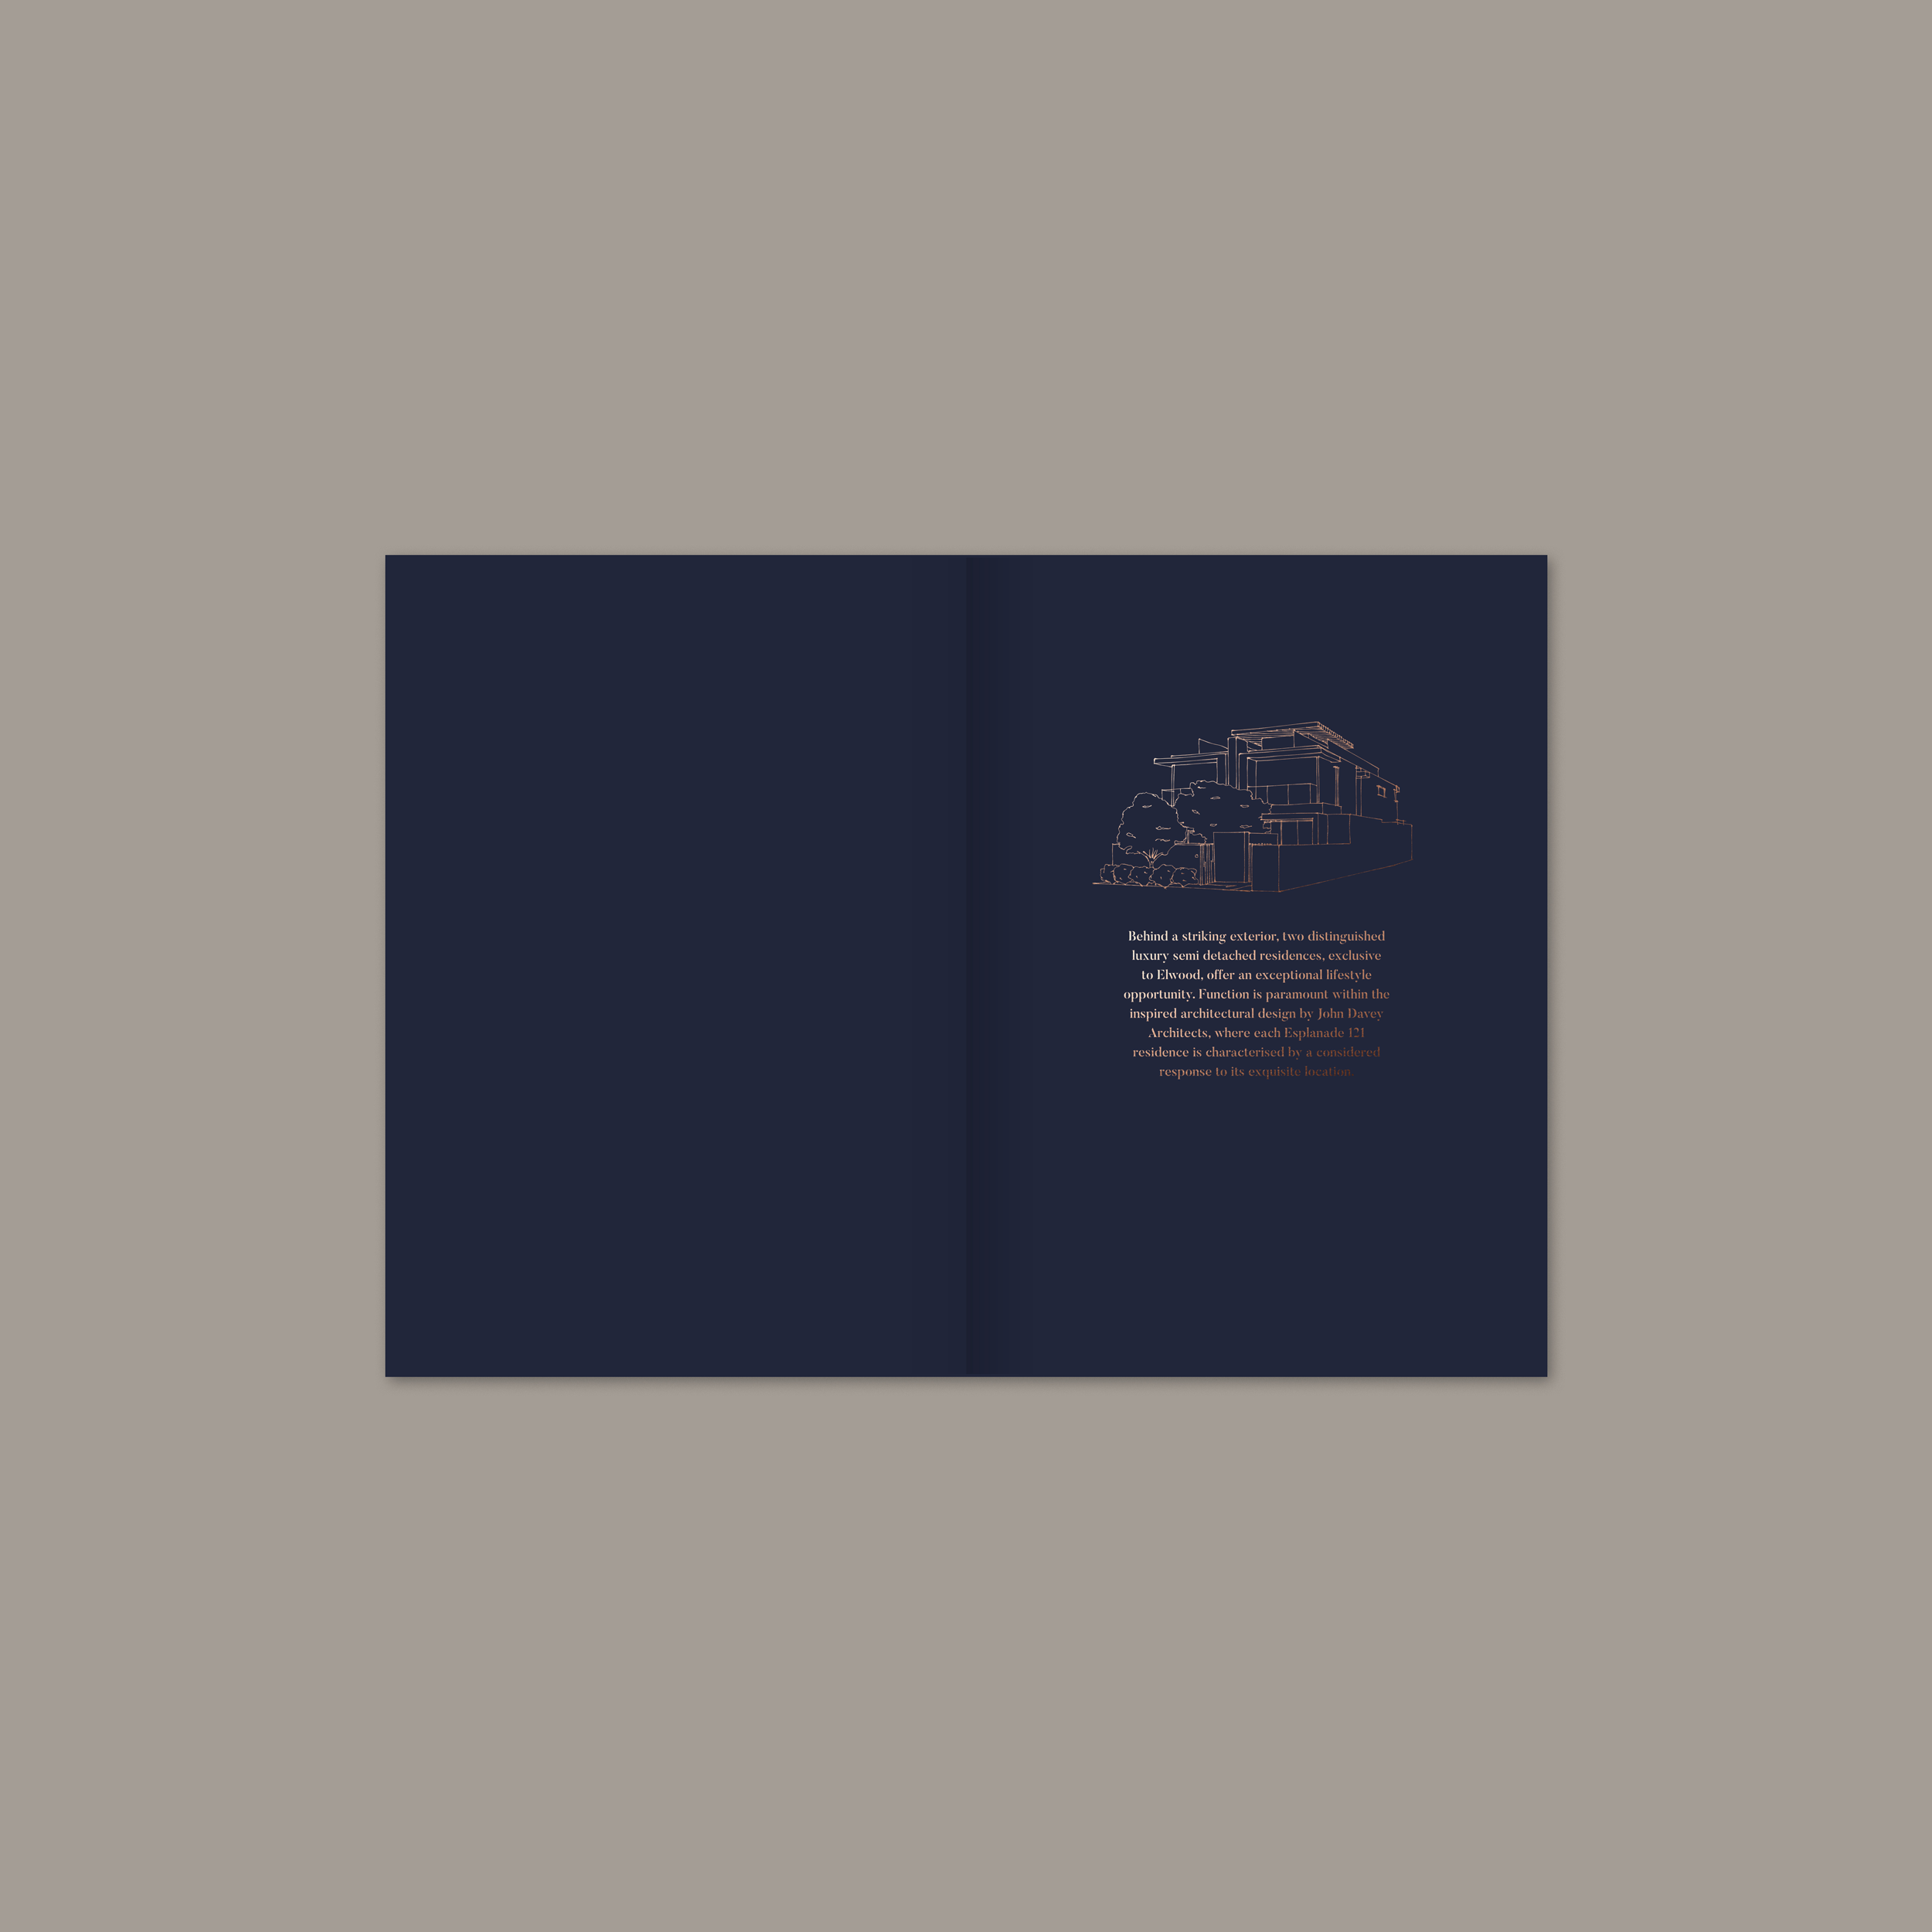 Behind a striking exterior, two distinguished
luxury semi detached residences, exclusive
to Elwood, offer an exceptional lifestyle
opportunity. Function is paramount within the
inspired architectural design by John Davey
Architects, where each Esplanade 121
residence is characterised by a considered
response to its exquisite location.